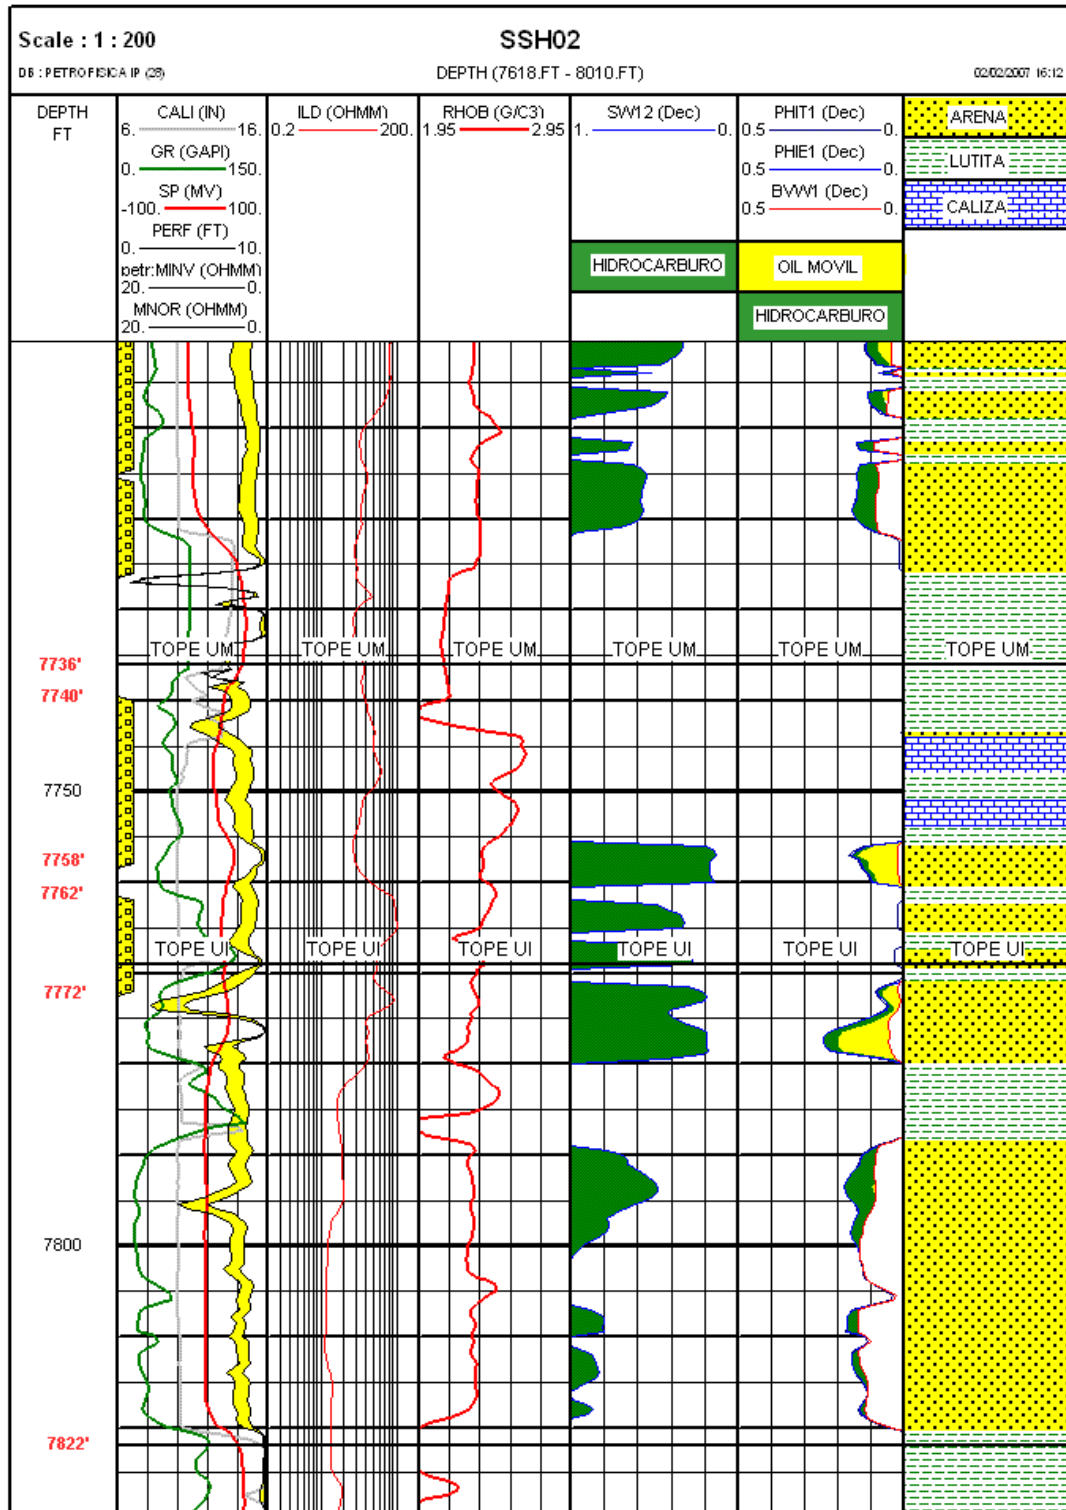 Scale : 1 : 200
SSH02
DB : PETROFISICA IP (28)
DEPTH (7618.FT - 8010.FT)
02/02/2007 16:12
DEPTH
FT
CALI (IN)
6. 16.
GR (GAPI)
0. 150.
SP (MV)
-100. 100.
PERF (FT)
0. 10.
petr:MINV (OHMM)
20. 0.
MNOR (OHMM)
20. 0.
ILD (OHMM)
0.2 200.
RHOB (G/C3)
1.95 2.95
SW12 (Dec)
1. 0.
HIDROCARBURO
PHIT1 (Dec)
0.5 0.
PHIE1 (Dec)
0.5 0.
BVW1 (Dec)
0.5 0.
OIL MOVIL
HIDROCARBURO
ARENA
LUTITA
CALIZA
TOPE UM TOPE UM TOPE UM TOPE UM TOPE UM TOPE UM
7736'
7740'
7750
7758'
7762'
TOPE UI TOPE UI TOPE UI TOPE UI TOPE UI TOPE UI
7772'
7800
7822'